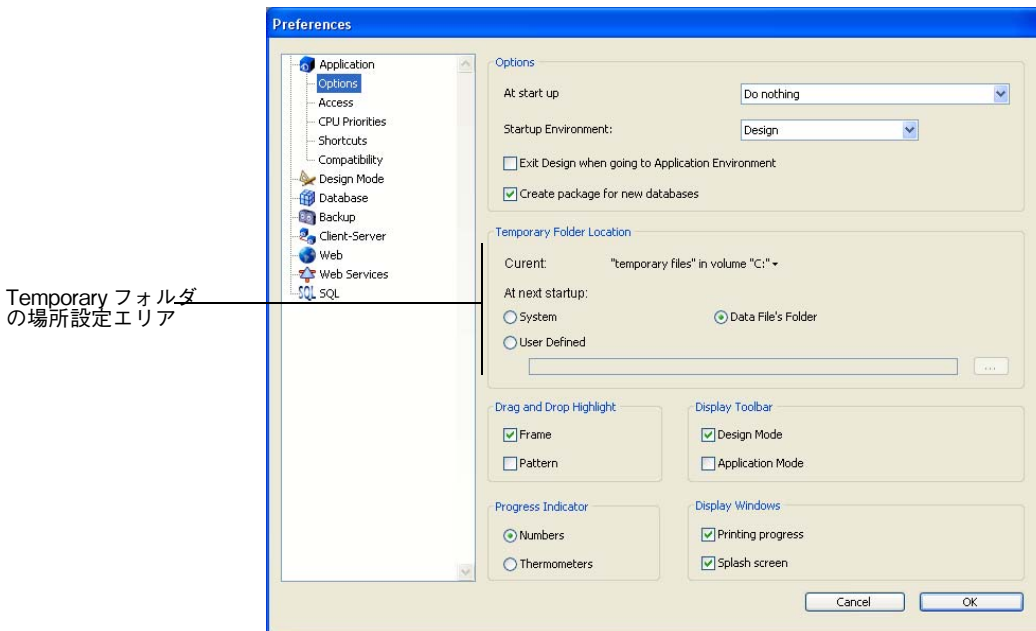 Preferences
Application
Options
Access
CPU Priorities
Shortcuts
Compatibility
Design Mode
Database
Backup
Client-Server
Web
Web Services
SQL SQL
Temporary フォルダ
の場所設定エリア
Options
At start up Do nothing
Startup Environment: Design
Exit Design when going to Application Environment
Create package for new databases
Temporary Folder Location
Curent: "temporary files" in volume "C:"
At next startup:
System Data File's Folder
User Defined
...
Drag and Drop Highlight
Frame
Pattern
Display Toolbar
Design Mode
Application Mode
Progress Indicator
Numbers
Thermometers
Display Windows
Printing progress
Splash screen
Cancel OK